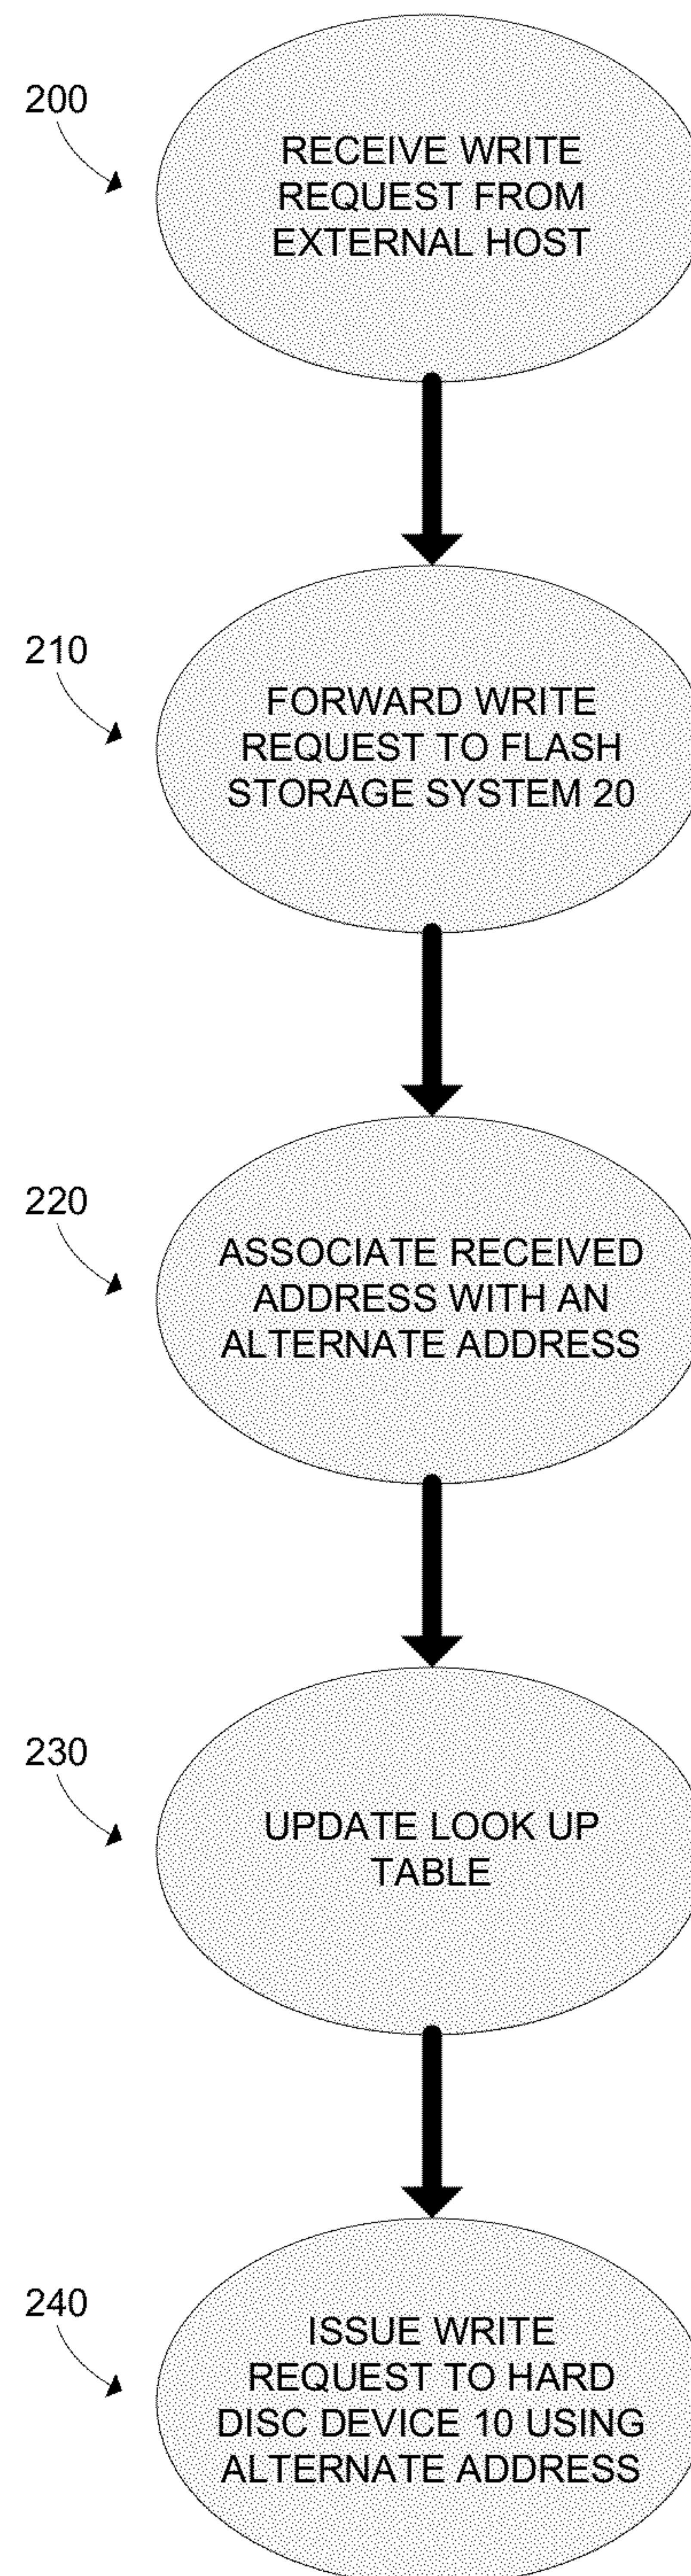 200
RECEIVE WRITE
REQUEST FROM
EXTERNAL HOST
210
FORWARD WRITE
REQUEST TO FLASH
STORAGE SYSTEM 20
220
ASSOCIATE RECEIVED
ADDRESS WITH AN
ALTERNATE ADDRESS
230
UPDATE LOOK UP
TABLE
240
ISSUE WRITE
REQUEST TO HARD
DISC DEVICE 10 USING
ALTERNATE ADDRESS